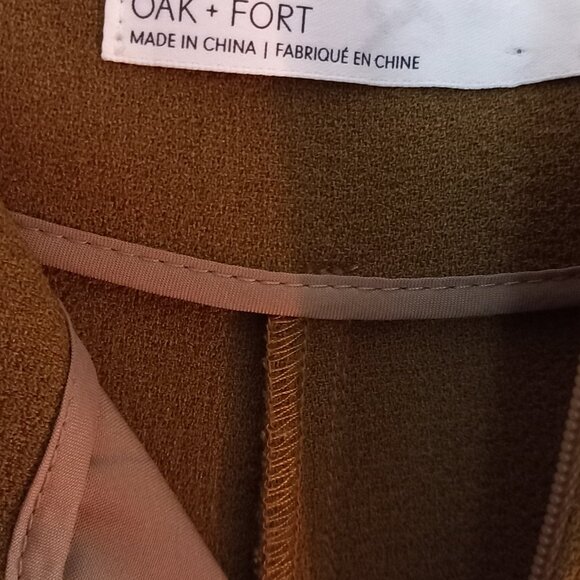 OAK + FORT
MADE IN CHINA | FABRIQUÉ EN CHINE